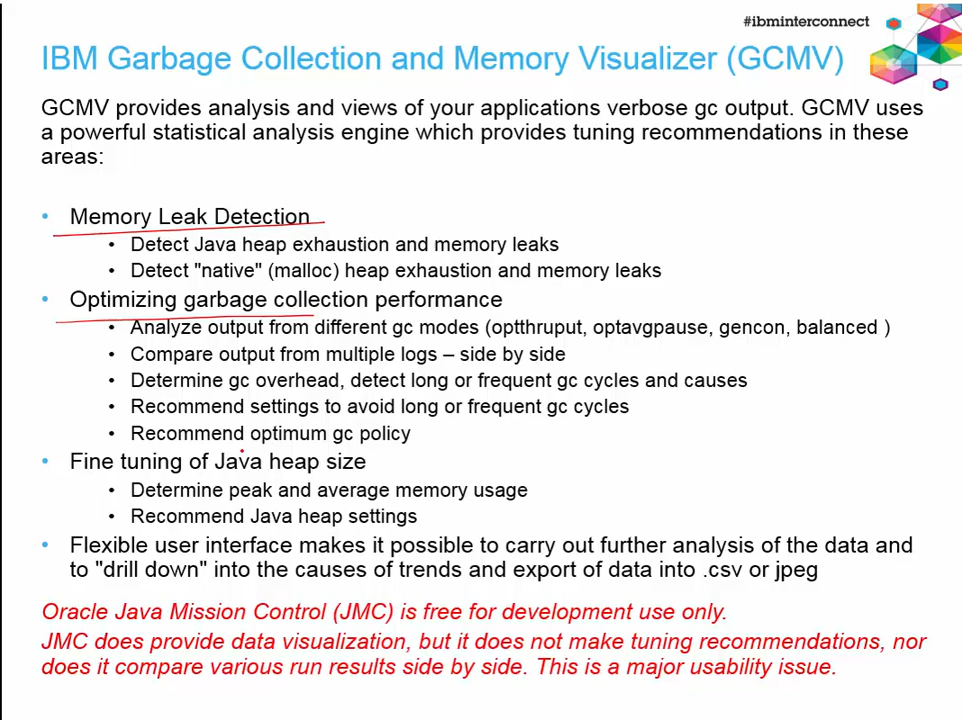 #ibminterconnect
IBM Garbage Collection and Memory Visualizer (GCMV)
GCMV provides analysis and views of your applications verbose gc output. GCMV uses
a powerful statistical analysis engine which provides tuning recommendations in these
areas:
• Memory Leak Detection
• Detect Java heap exhaustion and memory leaks
• Detect "native" (malloc) heap exhaustion and memory leaks
• Optimizing garbage collection performance
• Analyze output from different gc modes (optthruput, optavgpause, gencon, balanced )
• Compare output from multiple logs – side by side
• Determine gc overhead, detect long or frequent gc cycles and causes
• Recommend settings to avoid long or frequent gc cycles
• Recommend optimum gc policy
• Fine tuning of Java heap size
• Determine peak and average memory usage
• Recommend Java heap settings
• Flexible user interface makes it possible to carry out further analysis of the data and
to "drill down" into the causes of trends and export of data into .csv or jpeg
Oracle Java Mission Control (JMC) is free for development use only.
JMC does provide data visualization, but it does not make tuning recommendations, nor
does it compare various run results side by side. This is a major usability issue.